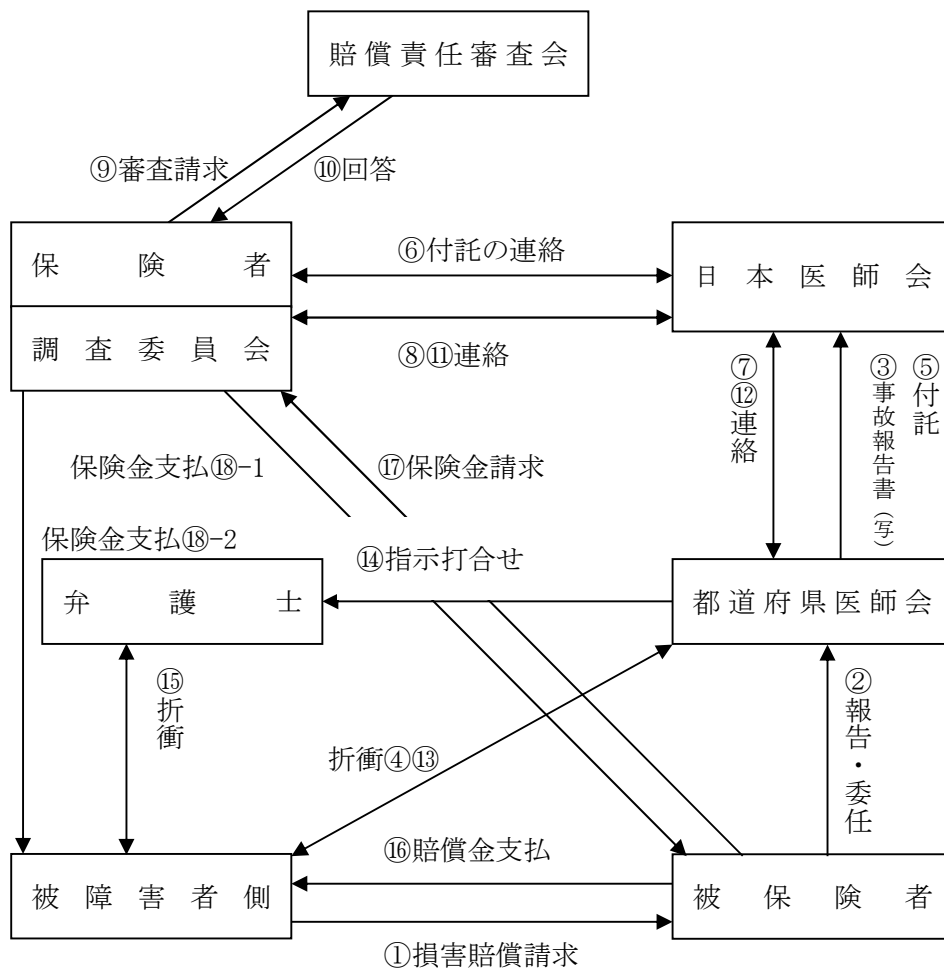 賠償責任審査会
⑨審査請求
⑩回答
保険者
⑥付託の連絡
日本医師会
調査委員会
⑧⑪連絡
⑦⑫連絡
③事故報告書(写)
⑤付託
保険金支払⑱-1
⑰保険金請求
保険金支払⑱-2
⑭指示打合せ
弁護士
都道府県医師会
⑮折衝
②報告・委任
折衝④⑬
⑯賠償金支払
被障害者側
被保険者
①損害賠償請求